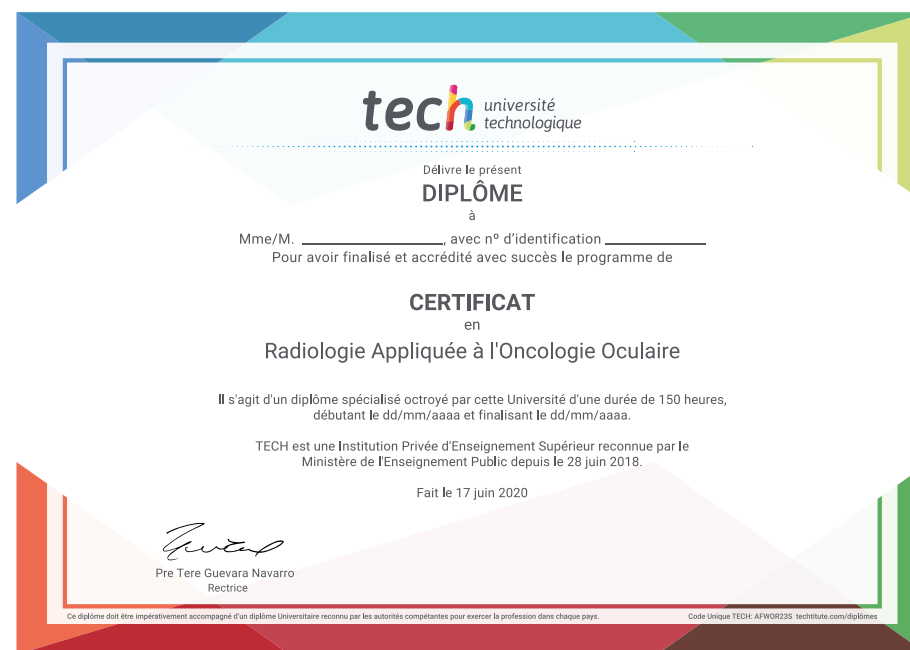 tech université
technologique
Délivre le présent
DIPLÔME
à
Mme/M. ____________________, avec nº d'identification ______________
Pour avoir finalisé et accrédité avec succès le programme de
CERTIFICAT
en
Radiologie Appliquée à l'Oncologie Oculaire
Il s'agit d'un diplôme spécialisé octroyé par cette Université d'une durée de 150 heures,
débutant le dd/mm/aaaa et finalisant le dd/mm/aaaa.
TECH est une Institution Privée d'Enseignement Supérieur reconnue par le
Ministère de l'Enseignement Public depuis le 28 juin 2018.
Fait le 17 juin 2020
Pre Tere Guevara Navarro
Rectrice
Ce diplôme doit être impérativement accompagné d'un diplôme Universitaire reconnu par les autorités compétentes pour exercer la profession dans chaque pays. Code Unique TECH: AFWOR23S techtitute.com/diplômes